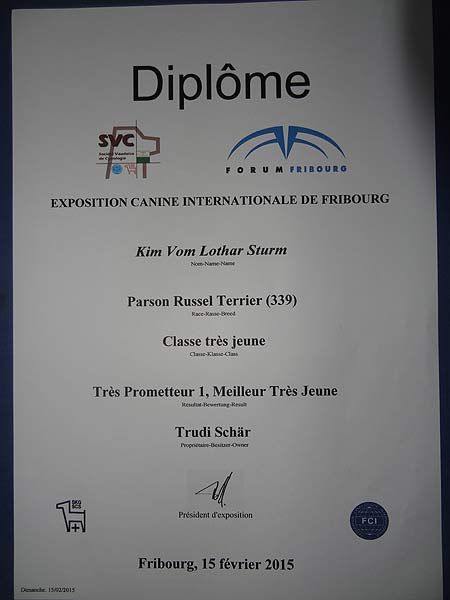 Diplôme
SVC
Société Vaudoise
de Cynologie
FORUM FRIBOURG
EXPOSITION CANINE INTERNATIONALE DE FRIBOURG
Kim Vom Lothar Sturm
Nom-Name-Name
Parson Russel Terrier (339)
Race-Rasse-Breed
Classe très jeune
Classe-Klasse-Class
Très Prometteur 1, Meilleur Très Jeune
Résultat-Bewertung-Result
Trudi Schär
Propriétaire-Besitzer-Owner
Président d'exposition
SKG
SCS
FCI
Fribourg, 15 février 2015
Dimanche, 15/02/2015